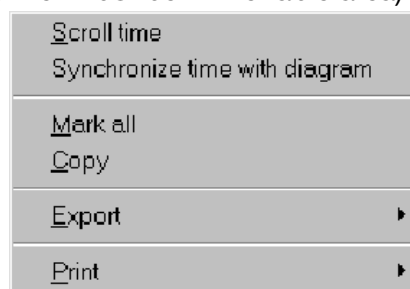 Scroll time
Synchronize time with diagram
Mark all
Copy
Export
Print